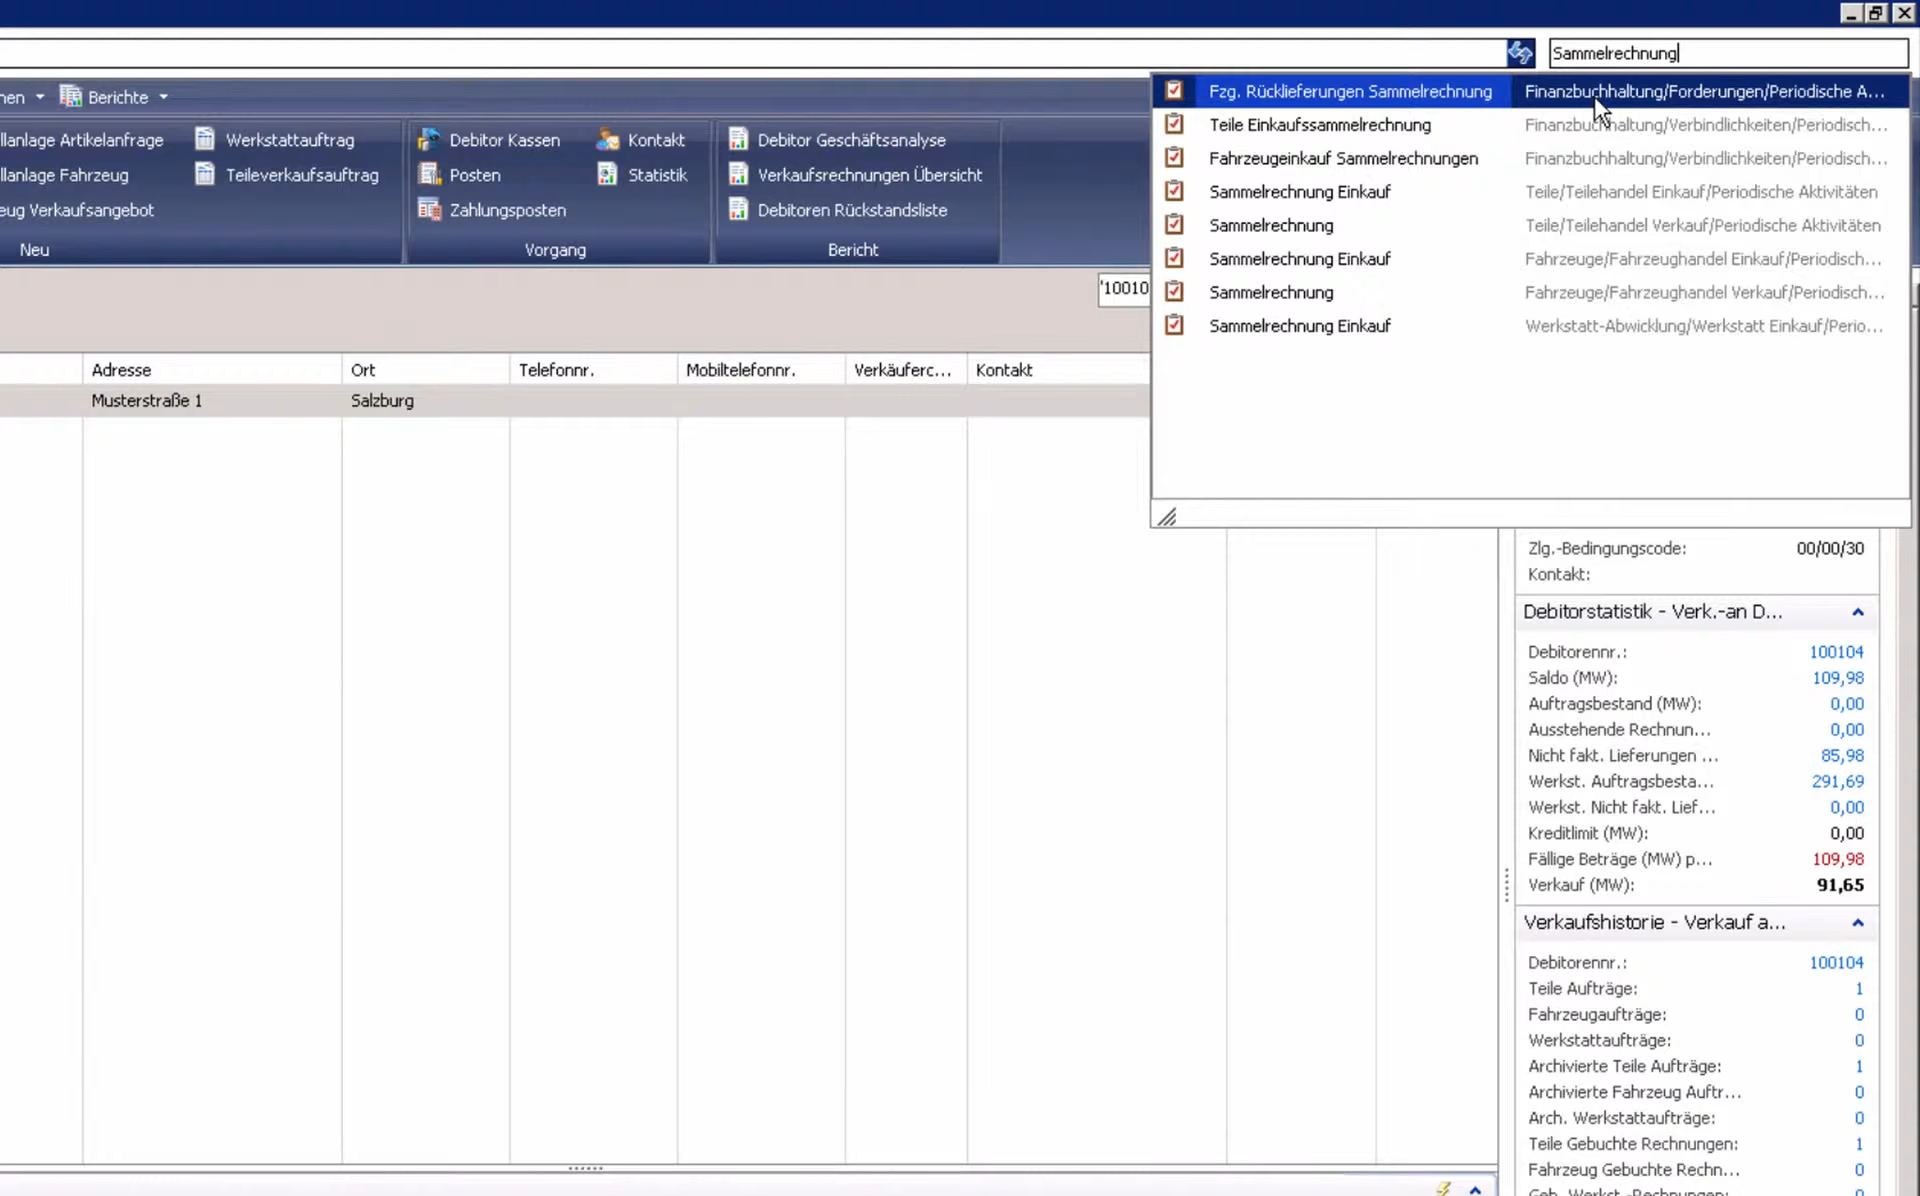 Sammelrechnung
Berichte
Fzg. Rücklieferungen Sammelrechnung Finanzbuchhaltung/Forderungen/Periodische A...
Teile Einkaufssammelrechnung Finanzbuchhaltung/Verbindlichkeiten/Periodisch...
Fahrzeugeinkauf Sammelrechnungen Finanzbuchhaltung/Verbindlichkeiten/Periodisch...
Sammelrechnung Einkauf Teile/Teilehandel Einkauf/Periodische Aktivitäten
Sammelrechnung Teile/Teilehandel Verkauf/Periodische Aktivitäten
Sammelrechnung Einkauf Fahrzeuge/Fahrzeughandel Einkauf/Periodisch...
Sammelrechnung Fahrzeuge/Fahrzeughandel Verkauf/Periodisch...
Sammelrechnung Einkauf Werkstatt-Abwicklung/Werkstatt Einkauf/Perio...
llanlage Artikelanfrage Werkstattauftrag Debitor Kassen Kontakt Debitor Geschäftsanalyse
llanlage Fahrzeug Teileverkaufsauftrag Posten Statistik Verkaufsrechnungen Übersicht
eug Verkaufsangebot Zahlungsposten Debitoren Rückstandsliste
Neu Vorgang Bericht
'10010
Adresse Ort Telefonnr. Mobiltelefonnr. Verkäuferc... Kontakt
Musterstraße 1 Salzburg
Zlg.-Bedingungscode: 00/00/30
Kontakt:
Debitorstatistik - Verk.-an D...
Debitorennr.: 100104
Saldo (MW): 109,98
Auftragsbestand (MW): 0,00
Ausstehende Rechnun... 0,00
Nicht fakt. Lieferungen ... 85,98
Werkst. Auftragsbesta... 291,69
Werkst. Nicht fakt. Lief... 0,00
Kreditlimit (MW): 0,00
Fällige Beträge (MW) p... 109,98
Verkauf (MW): 91,65
Verkaufshistorie - Verkauf a...
Debitorennr.: 100104
Teile Aufträge: 1
Fahrzeugaufträge: 0
Werkstattaufträge: 0
Archivierte Teile Aufträge: 1
Archivierte Fahrzeug Auftr... 0
Arch. Werkstattaufträge: 0
Teile Gebuchte Rechnungen: 1
Fahrzeug Gebuchte Rechn... 0